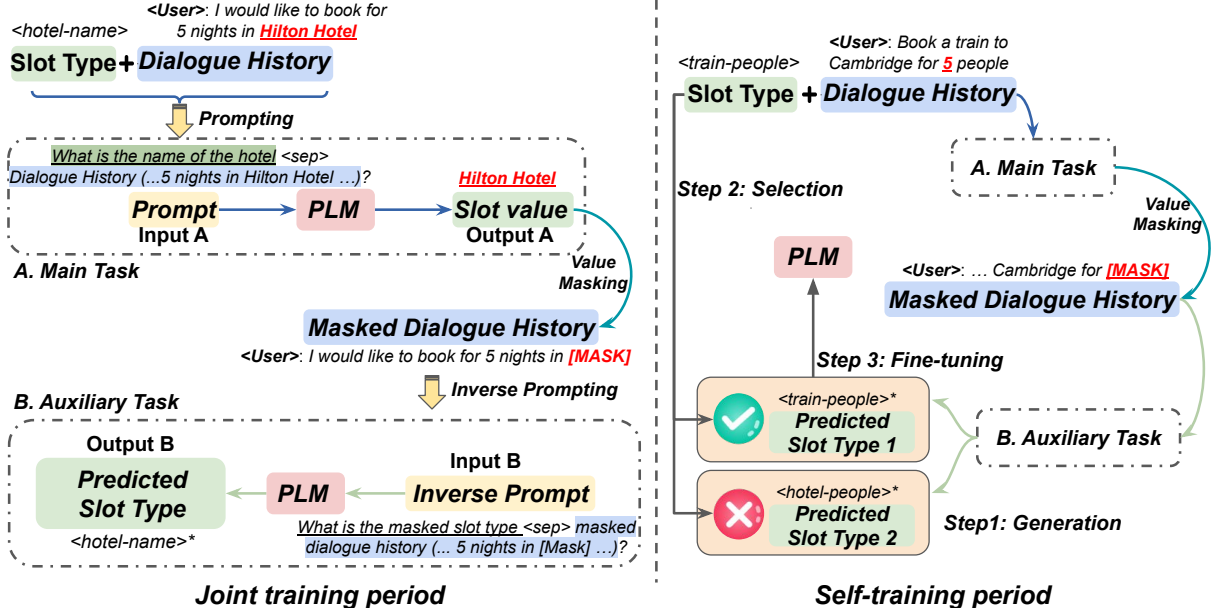 <User>: I would like to book for
5 nights in Hilton Hotel
<hotel-name>
Slot Type + Dialogue History
Prompting
What is the name of the hotel <sep>
Dialogue History (...5 nights in Hilton Hotel ...)?
Hilton Hotel
Prompt
PLM
Slot value
Input A
Output A
A. Main Task
Value
Masking
Masked Dialogue History
<User>: I would like to book for 5 nights in [MASK]
Inverse Prompting
B. Auxiliary Task
Output B
Predicted
Slot Type
<hotel-name>*
PLM
Input B
Inverse Prompt
What is the masked slot type <sep> masked
dialogue history (... 5 nights in [Mask] ...)?
Joint training period
<User>: Book a train to
Cambridge for 5 people
<train-people>
Slot Type + Dialogue History
A. Main Task
Step 2: Selection
Value
Masking
PLM
<User>: ... Cambridge for [MASK]
Masked Dialogue History
Step 3: Fine-tuning
<train-people>*
Predicted
Slot Type 1
B. Auxiliary Task
<hotel-people>*
Predicted
Slot Type 2
Step1: Generation
Self-training period